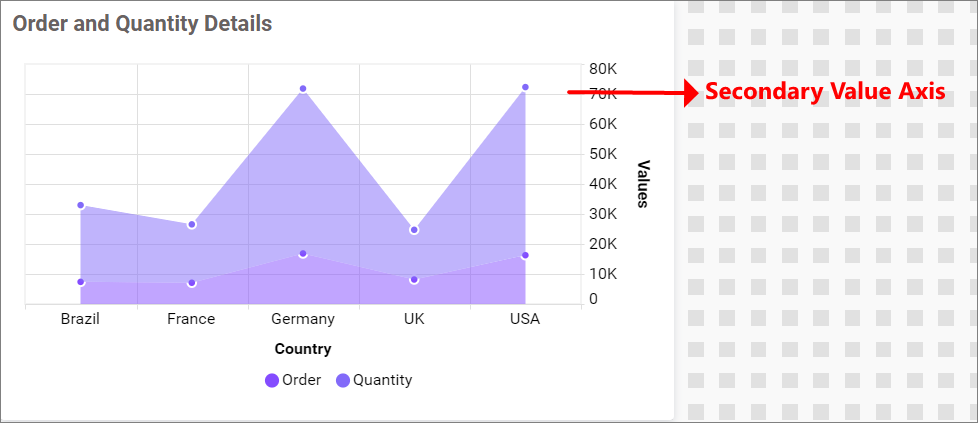 Order and Quantity Details
80K
70K
Secondary Value Axis
60K
50K
40K
30K
20K
10K
0
Values
Brazil France Germany UK USA
Country
Order Quantity